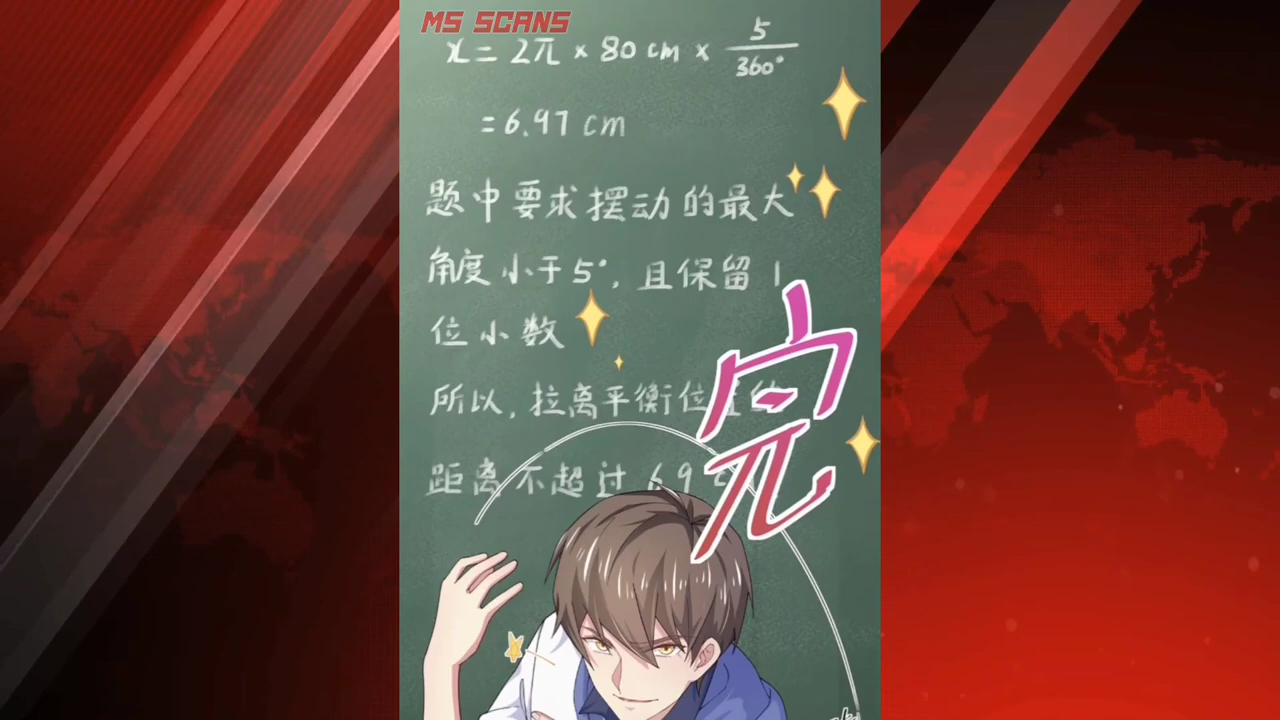 MS SCANS
x = 2π × 80 cm × 5/360°
= 6.97 cm
题中要求摆动的最大
角度小于5°, 且保留1
位小数
所以, 拉离平衡位
距离不超过 6.9
完